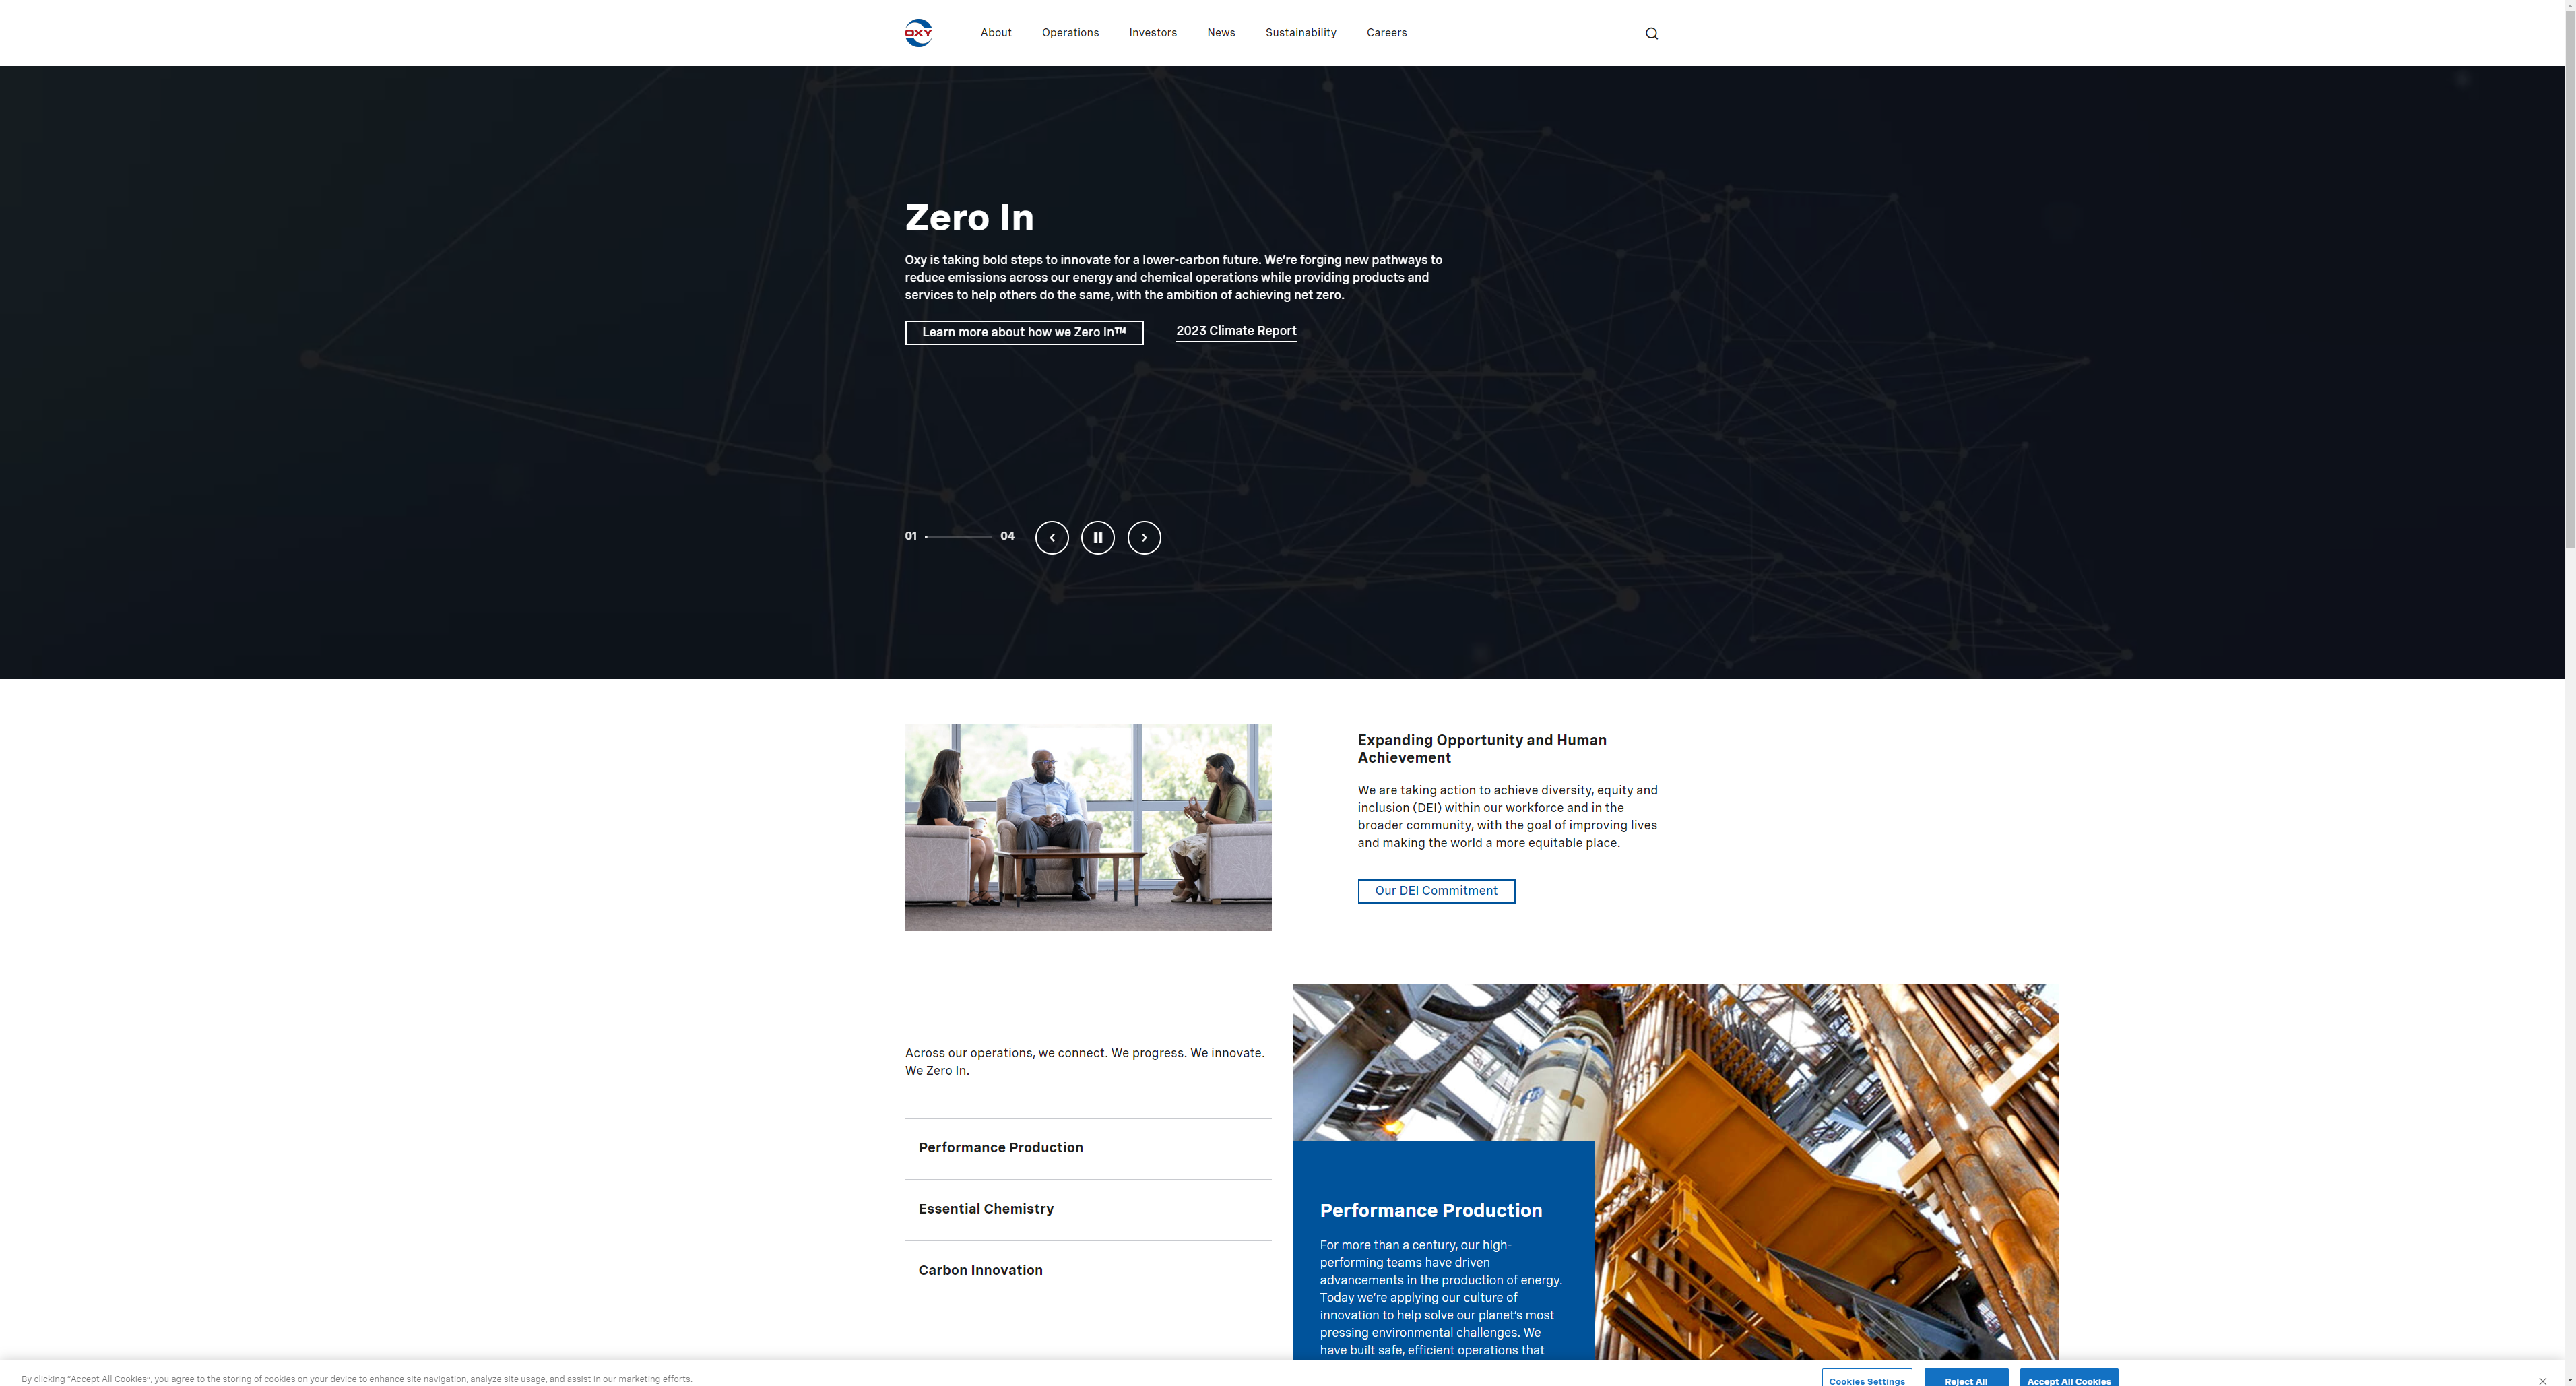 OXY
About
Operations
Investors
News
Sustainability
Careers
Zero In
Oxy is taking bold steps to innovate for a lower-carbon future. We're forging new pathways to
reduce emissions across our energy and chemical operations while providing products and
services to help others do the same, with the ambition of achieving net zero.
Learn more about how we Zero In™
2023 Climate Report
01
04
Expanding Opportunity and Human
Achievement
We are taking action to achieve diversity, equity and
inclusion (DEI) within our workforce and in the
broader community, with the goal of improving lives
and making the world a more equitable place.
Our DEI Commitment
Across our operations, we connect. We progress. We innovate.
We Zero In.
Performance Production
Essential Chemistry
Carbon Innovation
Performance Production
For more than a century, our high-
performing teams have driven
advancements in the production of energy.
Today we're applying our culture of
innovation to help solve our planet's most
pressing environmental challenges. We
have built safe, efficient operations that
By clicking "Accept All Cookies", you agree to the storing of cookies on your device to enhance site navigation, analyze site usage, and assist in our marketing efforts.
Cookies Settings
Reject All
Accept All Cookies